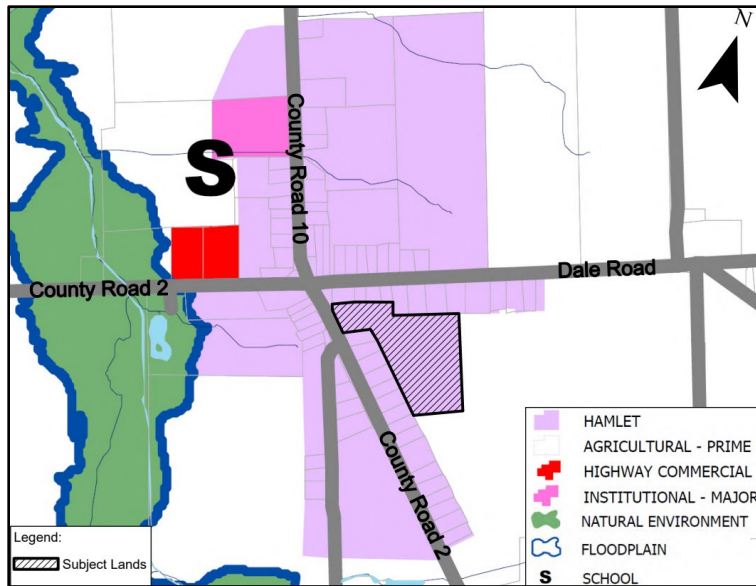 N
County Road 10
S
County Road 2
Dale Road
County Road 2
HAMLET
AGRICULTURAL - PRIME
HIGHWAY COMMERCIAL
INSTITUTIONAL - MAJOR
NATURAL ENVIRONMENT
FLOODPLAIN
S SCHOOL
Legend:
Subject Lands